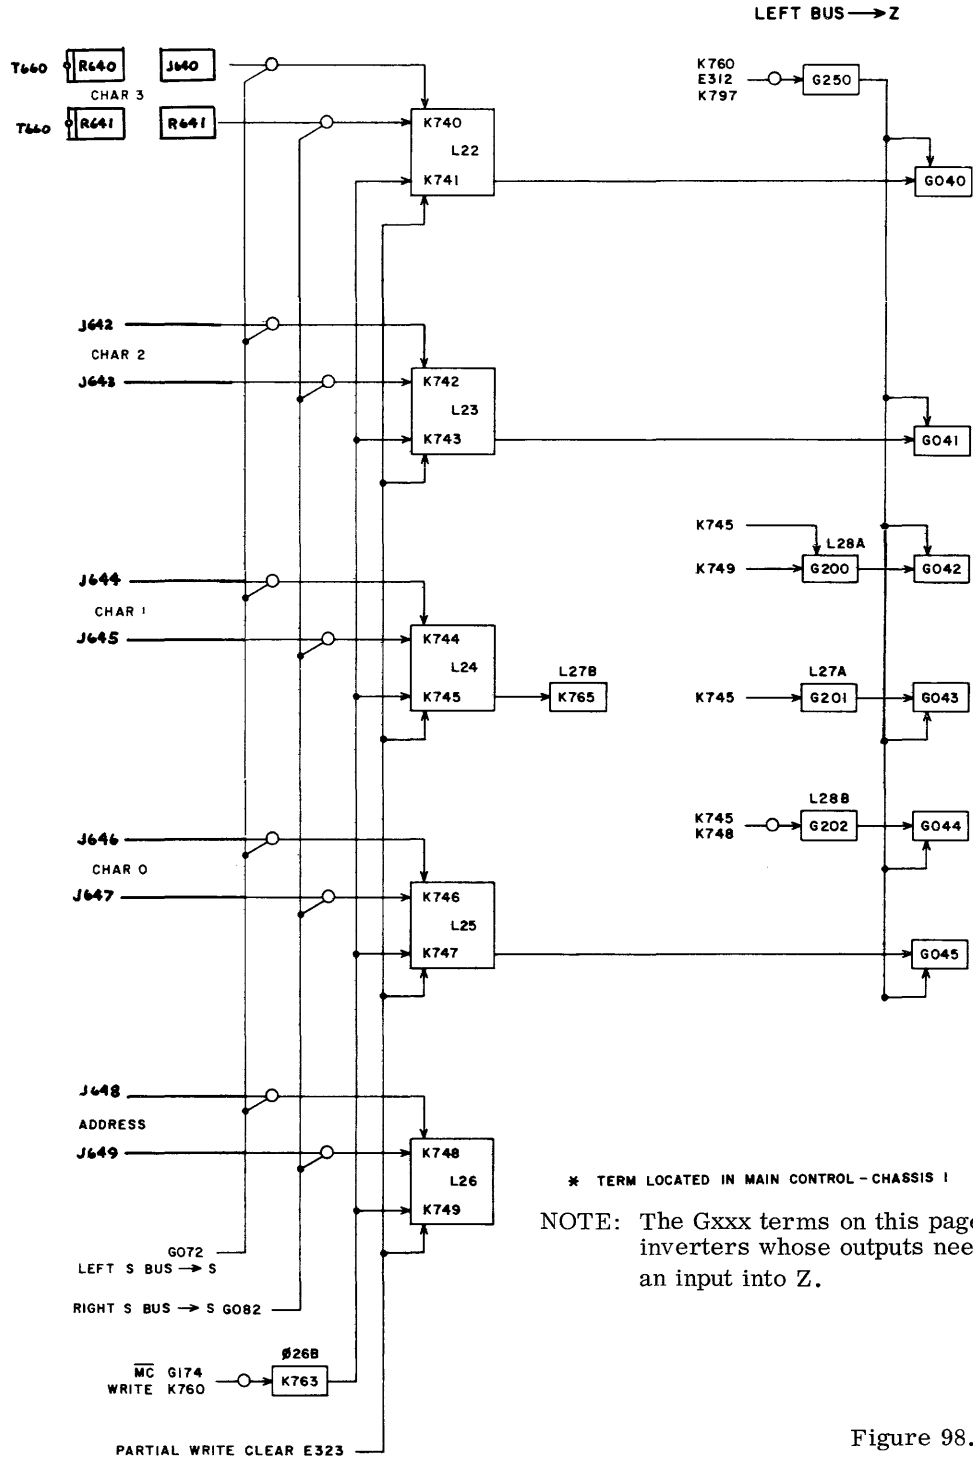 LEFT BUS → Z
T660 R640 J640
CHAR 3
T660 R641 R641
K740
L22
K741
K760
E312
K797
G250
G040
J642
CHAR 2
J643
K742
L23
K743
G041
K745
L28A
K749
G200
G042
J644
CHAR 1
J645
K744
L24
K745
L27B
K765
L27A
K745
G201
G043
J646
CHAR 0
J647
K746
L25
K747
L28B
K745
K748
G202
G044
G045
J648
ADDRESS
J649
K748
L26
K749
* TERM LOCATED IN MAIN CONTROL - CHASSIS 1
NOTE: The Gxxx terms on this page
inverters whose outputs nee
an input into Z.
G072
LEFT S BUS → S
RIGHT S BUS → S G082
Ø26B
M̅C̅ G174
WRITE K760
K763
PARTIAL WRITE CLEAR E323
Figure 98.